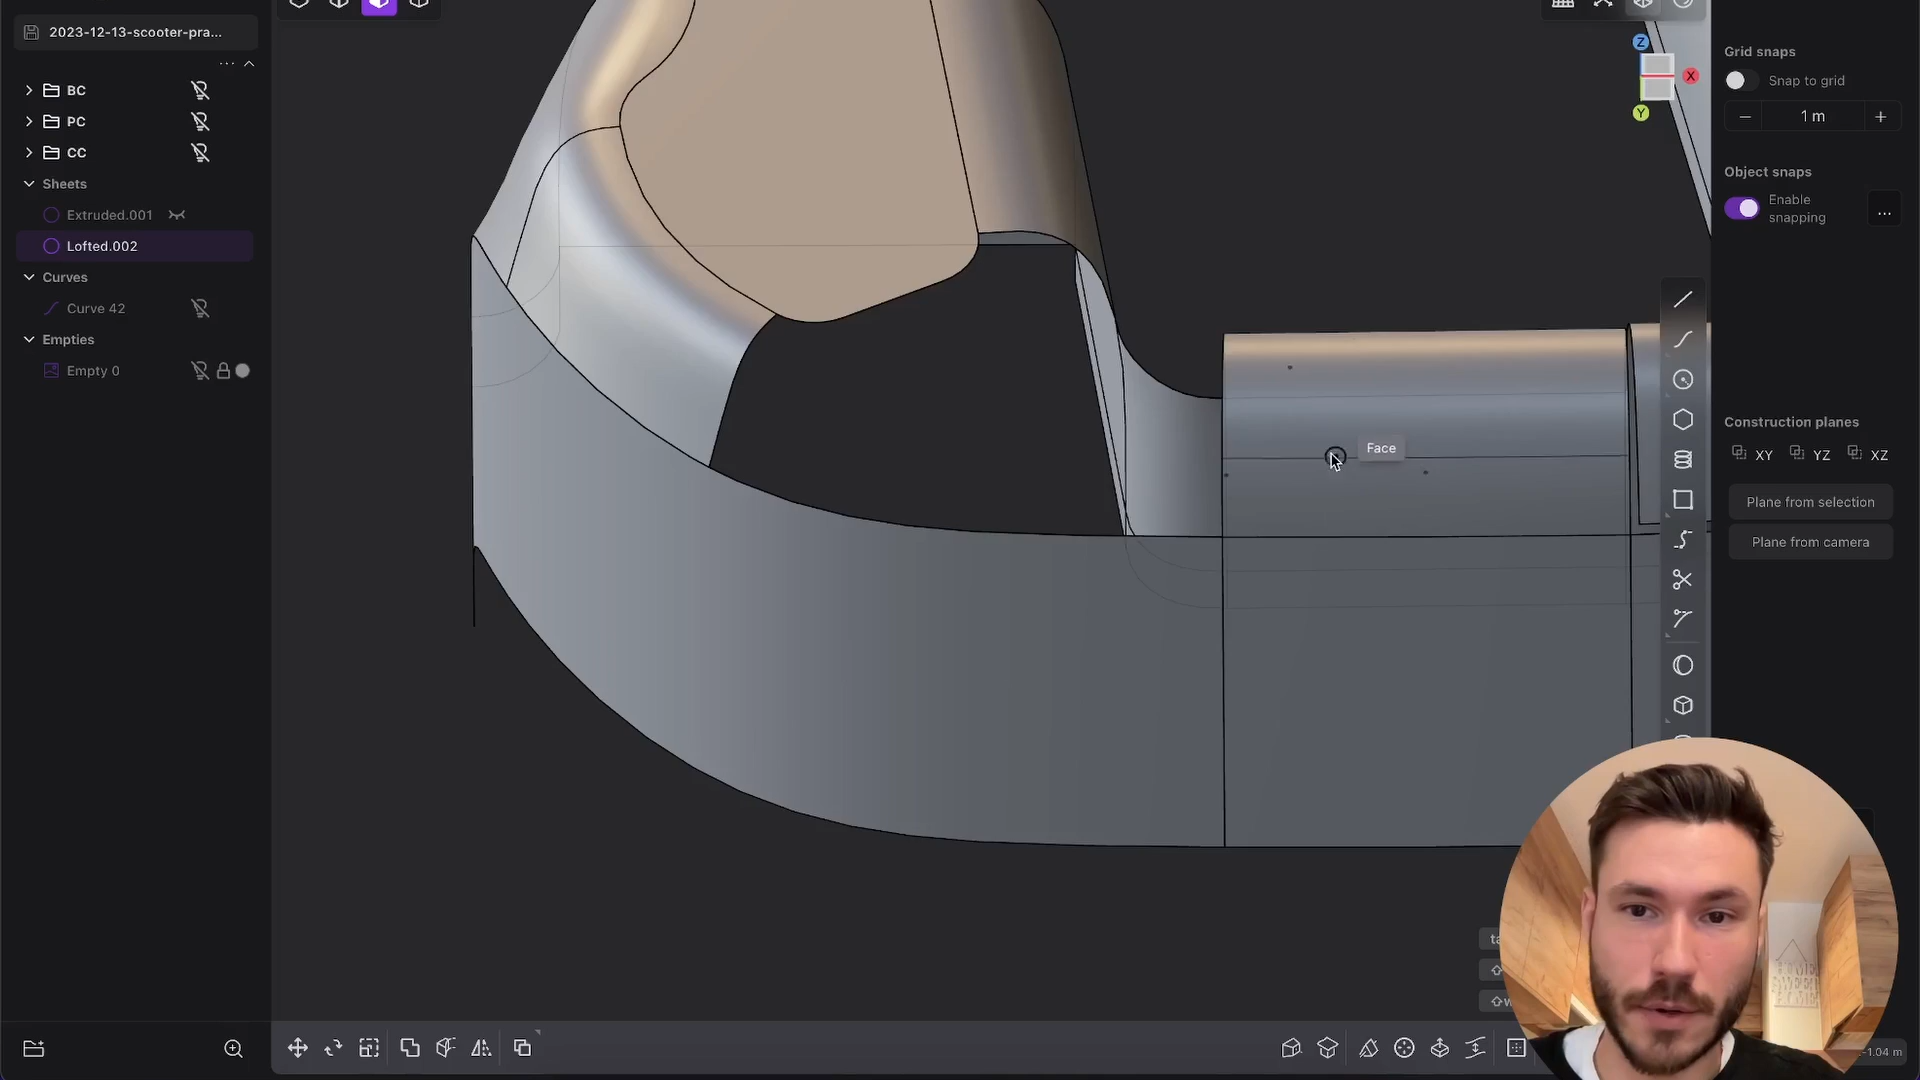 2023-12-13-scooter-pra...
BC
PC
CC
Sheets
Extruded.001
Lofted.002
Curves
Curve 42
Empties
Empty 0
Z
X
Y
Face
Grid snaps
Snap to grid
1 m
Object snaps
Enable
snapping
Construction planes
XY
YZ
XZ
Plane from selection
Plane from camera
-1.04 m